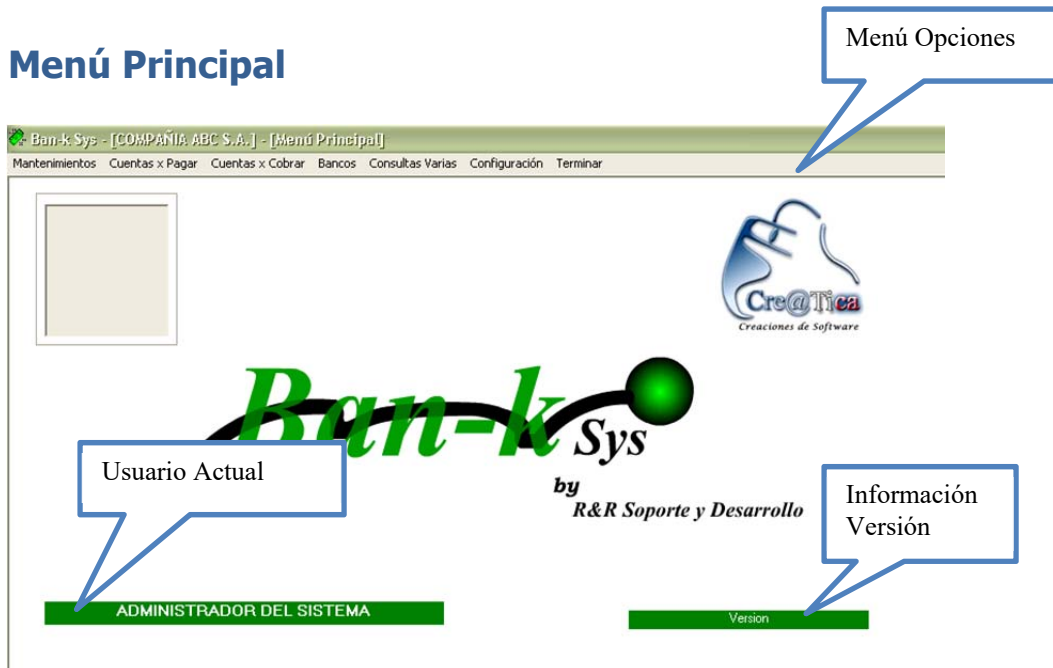 Menú Opciones
Menú Principal
Ban-k Sys - [COMPAÑIA ABC S.A.] - [Menú Principal]
Mantenimientos Cuentas x Pagar Cuentas x Cobrar Bancos Consultas Varias Configuración Terminar
Cre@Tica
Creaciones de Software
Ban-k Sys
by
R&R Soporte y Desarrollo
Usuario Actual
Información
Versión
ADMINISTRADOR DEL SISTEMA
Version